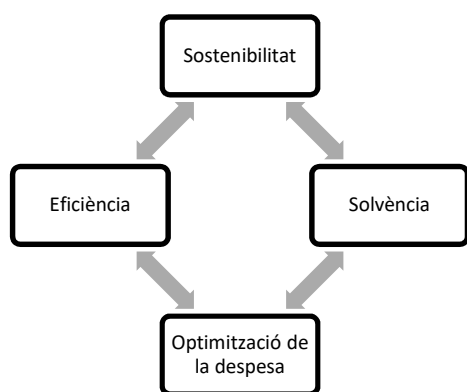 Sostenibilitat
Eficiència
Solvència
Optimització de
la despesa